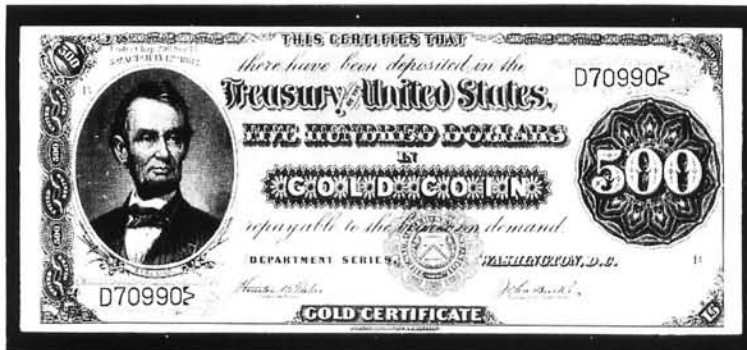 THIS CERTIFIES THAT
there have been deposited in the
Treasury of the United States,
D70990
FIVE HUNDRED DOLLARS
IN
GOLD COIN
500
500
repayable to the bearer on demand.
DEPARTMENT SERIES. WASHINGTON, D.C.
D70990
GOLD CERTIFICATE